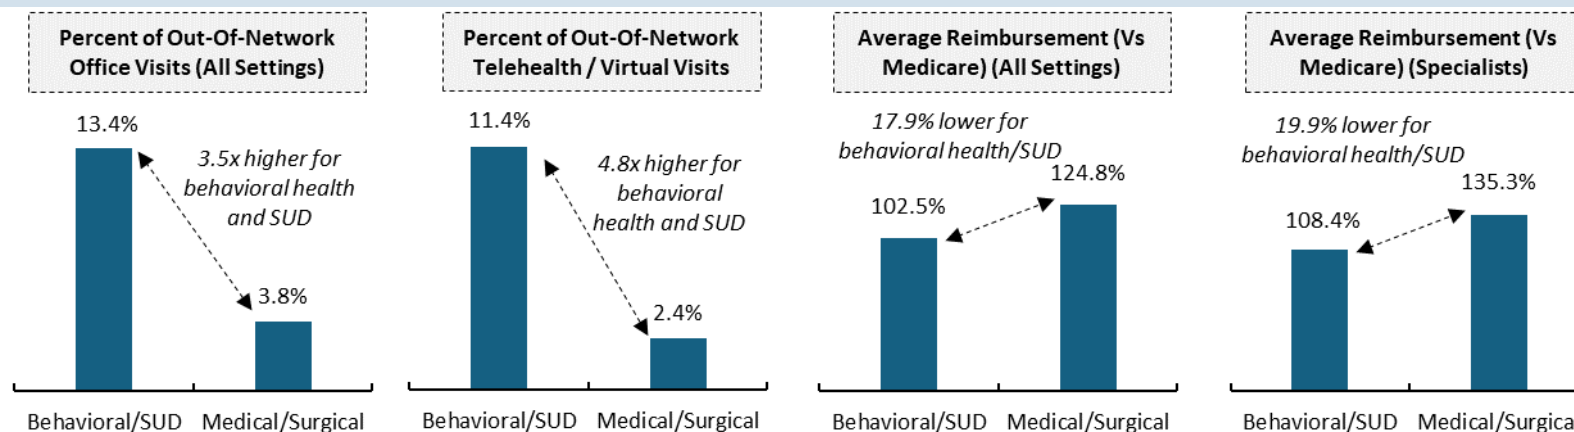 Percent of Out-Of-Network
Office Visits (All Settings)
13.4%
3.5x higher for
behavioral health
and SUD
3.8%
Behavioral/SUD
Medical/Surgical
Percent of Out-Of-Network
Telehealth / Virtual Visits
11.4%
4.8x higher for
behavioral
health and SUD
2.4%
Behavioral/SUD
Medical/Surgical
Average Reimbursement (Vs
Medicare) (All Settings)
17.9% lower for
behavioral health/SUD
102.5%
124.8%
Behavioral/SUD
Medical/Surgical
Average Reimbursement (Vs
Medicare) (Specialists)
19.9% lower for
behavioral health/SUD
108.4%
135.3%
Behavioral/SUD
Medical/Surgical